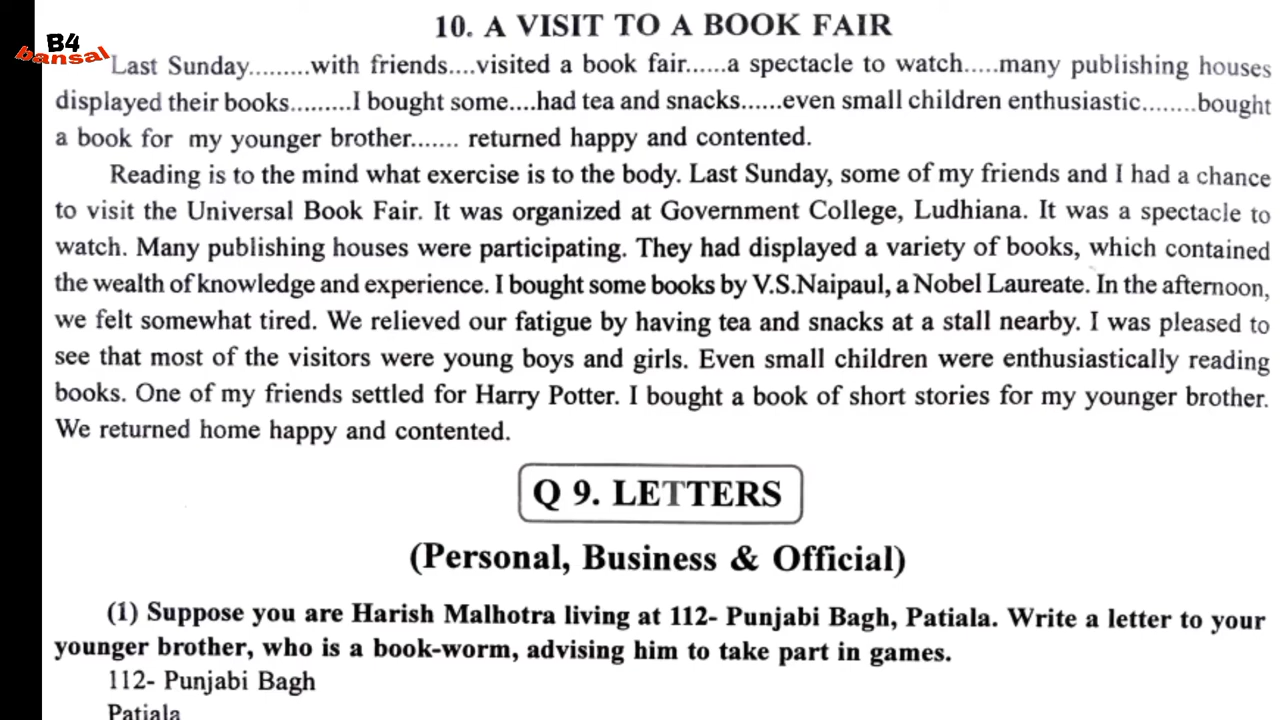 B4
bansal
10. A VISIT TO A BOOK FAIR
Last Sunday.........with friends....visited a book fair......a spectacle to watch.....many publishing houses
displayed their books.........I bought some....had tea and snacks......even small children enthusiastic........bought
a book for my younger brother....... returned happy and contented.
Reading is to the mind what exercise is to the body. Last Sunday, some of my friends and I had a chance
to visit the Universal Book Fair. It was organized at Government College, Ludhiana. It was a spectacle to
watch. Many publishing houses were participating. They had displayed a variety of books, which contained
the wealth of knowledge and experience. I bought some books by V.S.Naipaul, a Nobel Laureate. In the afternoon,
we felt somewhat tired. We relieved our fatigue by having tea and snacks at a stall nearby. I was pleased to
see that most of the visitors were young boys and girls. Even small children were enthusiastically reading
books. One of my friends settled for Harry Potter. I bought a book of short stories for my younger brother.
We returned home happy and contented.
Q 9. LETTERS
(Personal, Business & Official)
(1) Suppose you are Harish Malhotra living at 112- Punjabi Bagh, Patiala. Write a letter to your
younger brother, who is a book-worm, advising him to take part in games.
112- Punjabi Bagh
Patiala